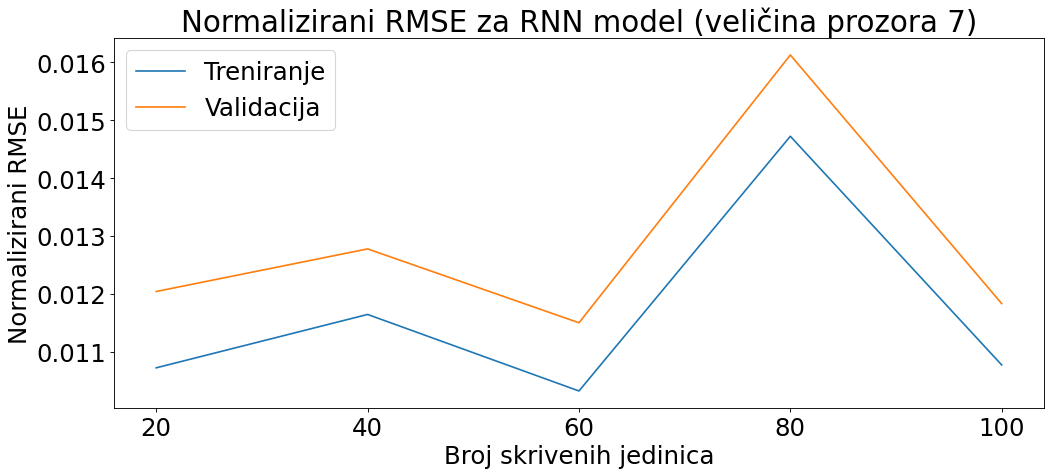 Normalizirani RMSE za RNN model (veličina prozora 7)
Treniranje
Validacija
Normalizirani RMSE
0.016
0.015
0.014
0.013
0.012
0.011
20 40 60 80 100
Broj skrivenih jedinica